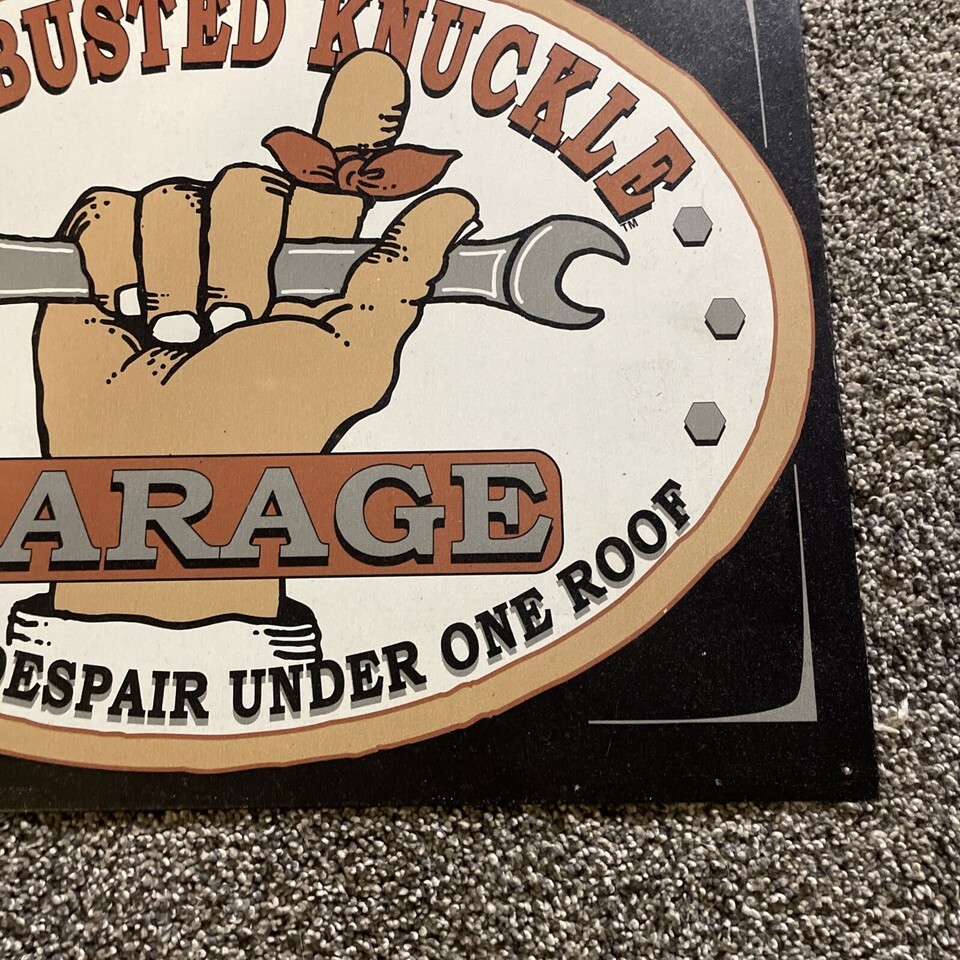 BUSTED KNUCKLE
TM
ARAGE
DESPAIR UNDER ONE ROOF